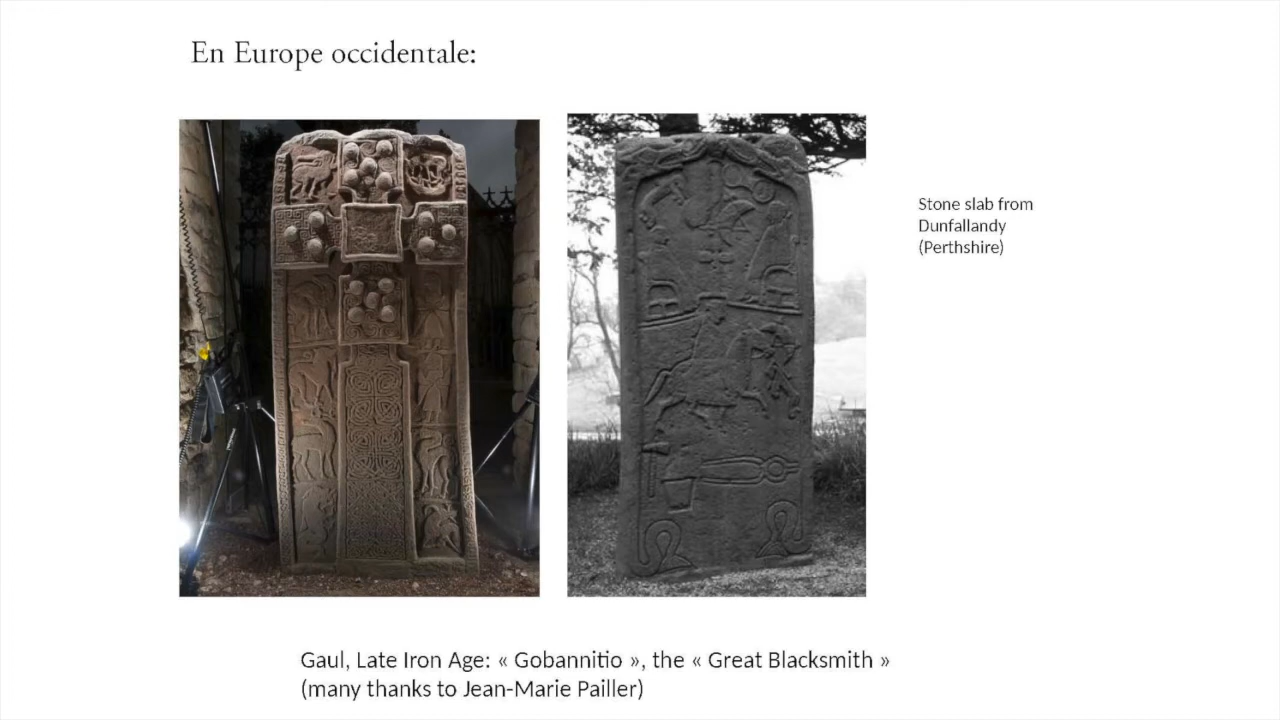 En Europe occidentale:
Stone slab from
Dunfallandy
(Perthshire)
Gaul, Late Iron Age: « Gobannitio », the « Great Blacksmith »
(many thanks to Jean-Marie Pailler)